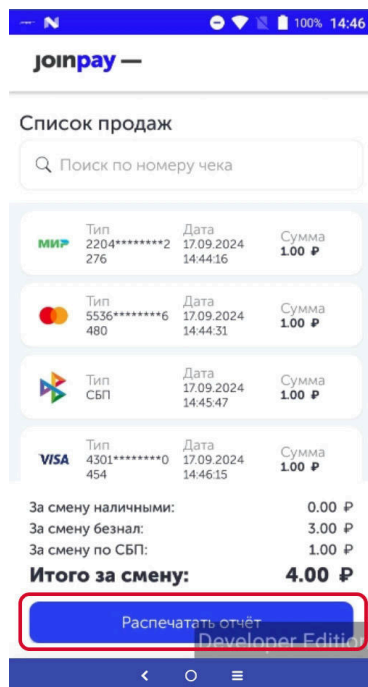 100% 14:46
joinpay —
Список продаж
Поиск по номеру чека
Тип Дата Сумма
МИР 2204********2 17.09.2024 1.00 ₽
276 14:44:16
Тип Дата Сумма
5536********6 17.09.2024 1.00 ₽
480 14:44:31
Тип Дата Сумма
СБП 17.09.2024 1.00 ₽
14:45:47
Тип Дата Сумма
VISA 4301********0 17.09.2024 1.00 ₽
454 14:46:15
За смену наличными: 0.00 ₽
За смену безнал: 3.00 ₽
За смену по СБП: 1.00 ₽
Итого за смену: 4.00 ₽
Распечатать отчёт
Developer Edition